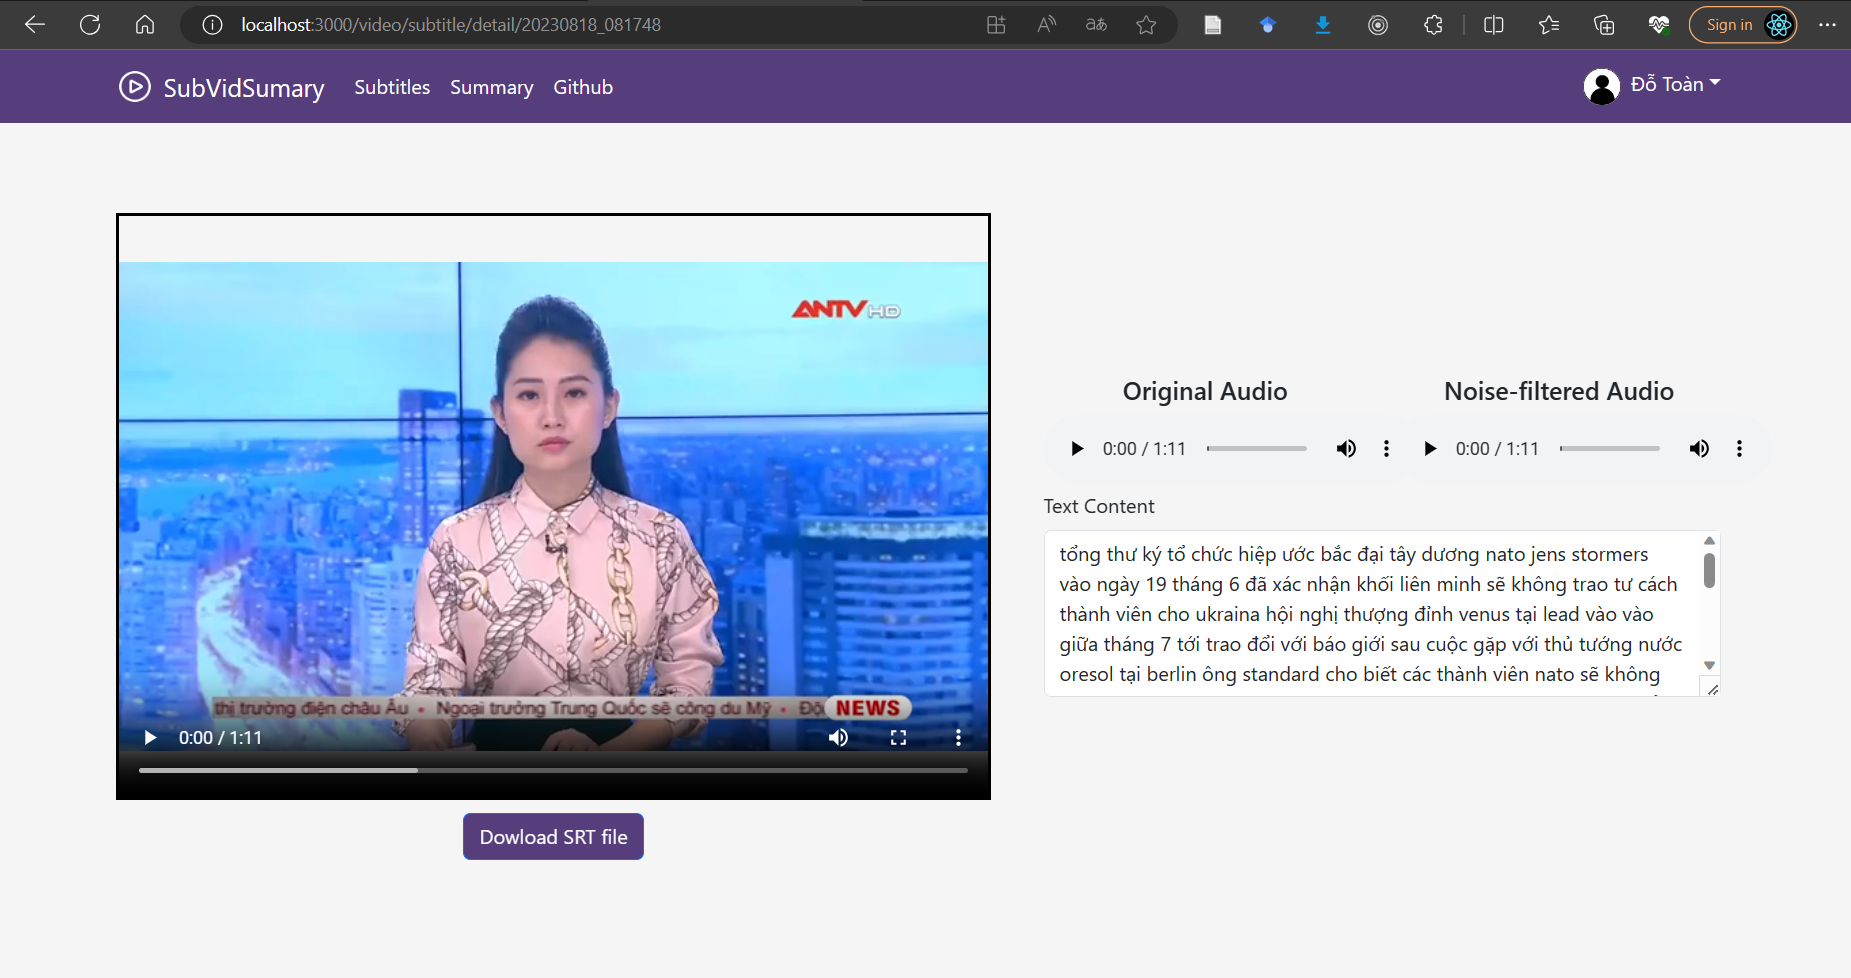 localhost:3000/video/subtitle/detail/20230818_081748
Sign in
SubVidSumary
Subtitles
Summary
Github
Đỗ Toàn
ANTV HD
thị trường điện châu Âu • Ngoại trưởng Trung Quốc sẽ công du Mỹ •
NEWS
0:00 / 1:11
Dowload SRT file
Original Audio
Noise-filtered Audio
0:00 / 1:11
0:00 / 1:11
Text Content
tổng thư ký tổ chức hiệp ước bắc đại tây dương nato jens stormers
vào ngày 19 tháng 6 đã xác nhận khối liên minh sẽ không trao tư cách
thành viên cho ukraina hội nghị thượng đỉnh venus tại lead vào vào
giữa tháng 7 tới trao đổi với báo giới sau cuộc gặp với thủ tướng nước
oresol tại berlin ông standard cho biết các thành viên nato sẽ không